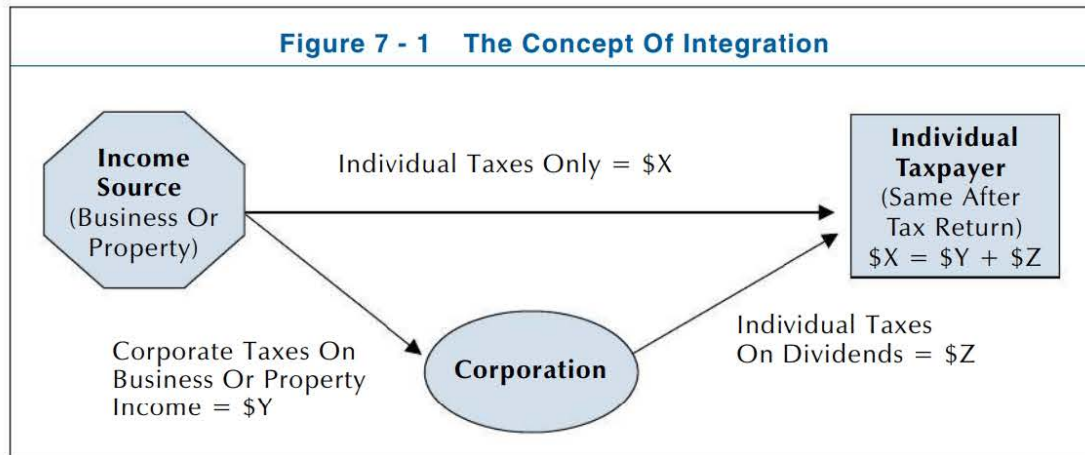 Figure 7 - 1 The Concept Of Integration
Income
Source
(Business Or
Property)
Individual Taxes Only = $X
Individual
Taxpayer
(Same After
Tax Return)
$X = $Y + $Z
Corporate Taxes On
Business Or Property
Income = $Y
Corporation
Individual Taxes
On Dividends = $Z